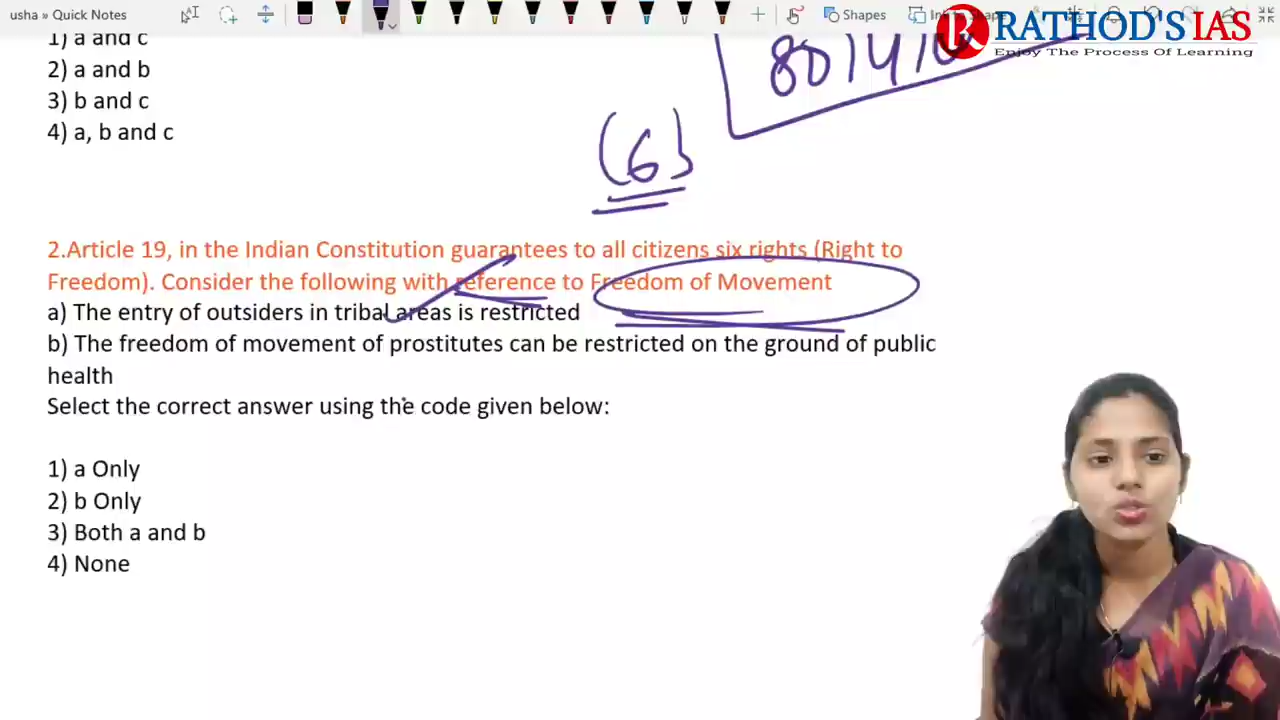 usha » Quick Notes
Shapes
RATHOD'S IAS
Enjoy The Process Of Learning
1) a and c
2) a and b
3) b and c
4) a, b and c
(6)
2.Article 19, in the Indian Constitution guarantees to all citizens six rights (Right to
Freedom). Consider the following with reference to Freedom of Movement
a) The entry of outsiders in tribal areas is restricted
b) The freedom of movement of prostitutes can be restricted on the ground of public
health
Select the correct answer using the code given below:
1) a Only
2) b Only
3) Both a and b
4) None